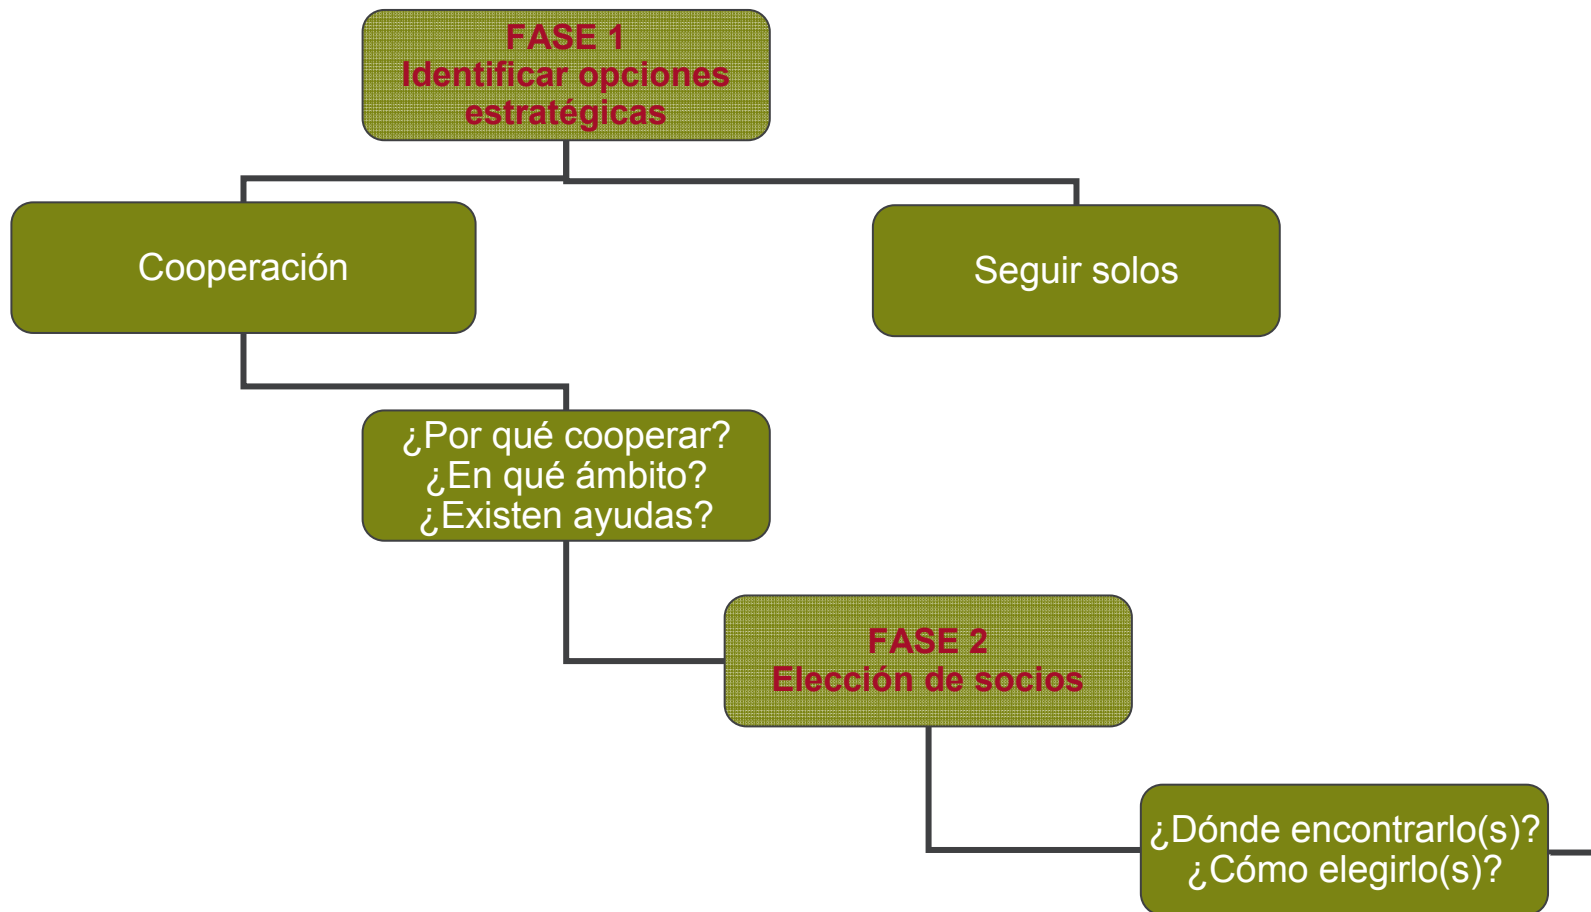 FASE 1
Identificar opciones
estratégicas
Cooperación
Seguir solos
¿Por qué cooperar?
¿En qué ámbito?
¿Existen ayudas?
FASE 2
Elección de socios
¿Dónde encontrarlo(s)?
¿Cómo elegirlo(s)?